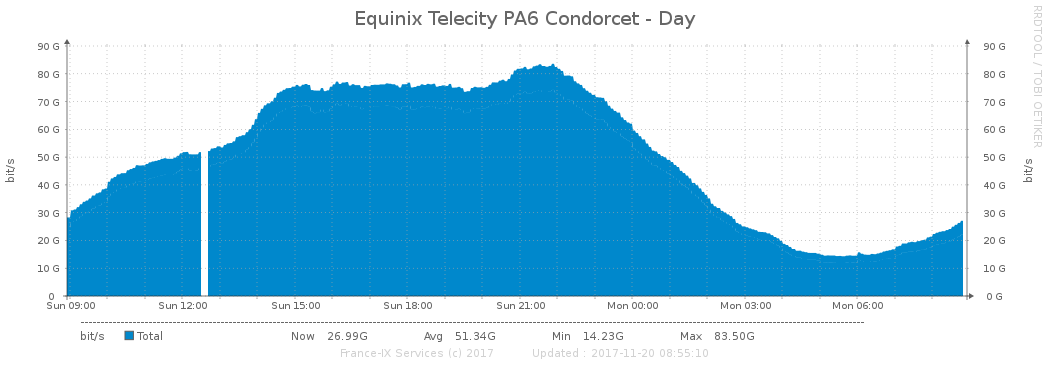 Equinix Telecity PA6 Condorcet - Day
RRDTOOL / TOBI OETIKER
90 G 90 G
80 G 80 G
70 G 70 G
60 G 60 G
50 G 50 G
40 G 40 G
30 G 30 G
20 G 20 G
10 G 10 G
0 0 G
bit/s
bit/s
Sun 09:00 Sun 12:00 Sun 15:00 Sun 18:00 Sun 21:00 Mon 00:00 Mon 03:00 Mon 06:00
bit/s Total Now 26.99G Avg 51.34G Min 14.23G Max 83.50G
France-IX Services (c) 2017 Updated : 2017-11-20 08:55:10